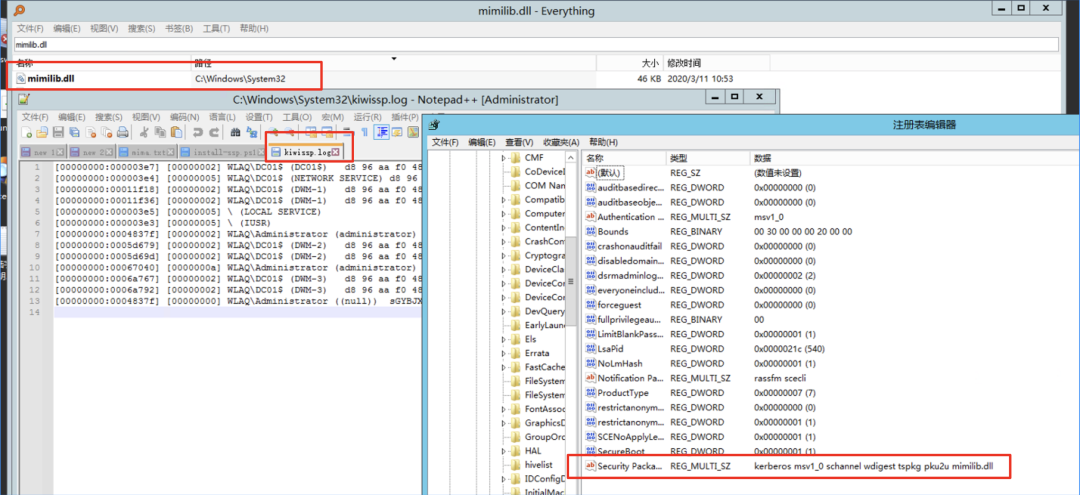 mimilib.dll - Everything
文件(F) 编辑(E) 视图(V) 搜索(S) 书签(B) 工具(T) 帮助(H)
mimlib.dll
名称 路径 大小 修改时间
mimilib.dll C:\Windows\System32 46 KB 2020/3/11 10:53
C:\Windows\System32\kiwissp.log - Notepad++ [Administrator]
文件(F) 编辑(E) 搜索(S) 视图(V) 编码(N) 语言(L) 设置(T) 工具(O) 宏(M) 运行(R) 插件(P)
new 1 new 2 mima.txt install-ssp.ps1 kiwissp.log
1 [00000000:000003e7] [00000002] WLAQ\DC01$ (DC01$) d8 96 aa f0 48
2 [00000000:000003e4] [00000005] WLAQ\DC01$ (NETWORK SERVICE) d8 96
3 [00000000:00011f18] [00000002] WLAQ\DC01$ (DWM-1) d8 96 aa f0 48
4 [00000000:00011f36] [00000002] WLAQ\DC01$ (DWM-1) d8 96 aa f0 48
5 [00000000:000003e5] [00000005] \ (LOCAL SERVICE)
6 [00000000:000003e3] [00000005] \ (IUSR)
7 [00000000:0004837f] [00000002] WLAQ\Administrator (administrator)
8 [00000000:0005d679] [00000002] WLAQ\DC01$ (DWM-2) d8 96 aa f0 48
9 [00000000:0005d69d] [00000002] WLAQ\DC01$ (DWM-2) d8 96 aa f0 48
10 [00000000:00067040] [0000000a] WLAQ\Administrator (administrator)
11 [00000000:0006a767] [00000002] WLAQ\DC01$ (DWM-3) d8 96 aa f0 48
12 [00000000:0006a792] [00000002] WLAQ\DC01$ (DWM-3) d8 96 aa f0 48
13 [00000000:0004837f] [00000000] WLAQ\Administrator ((null)) sGYBJX
14
注册表编辑器
文件(F) 编辑(E) 查看(V) 收藏夹(A) 帮助(H)
CMF
CoDeviceI
COM Nam
Compatib
Computer
ContentIn
CrashCont
Cryptogra
DeviceCla
DeviceCon
DeviceCon
DevQuery
EarlyLaunc
Els
Errata
FastCache
FileSystem
FileSystem
FontAssoc
GraphicsD
GroupOrd
HAL
hivelist
IDConfigD
InitialMac
名称 类型 数据
(默认) REG_SZ (数值未设置)
auditbasedirec... REG_DWORD 0x00000000 (0)
auditbaseobje... REG_DWORD 0x00000000 (0)
Authentication ... REG_MULTI_SZ msv1_0
Bounds REG_BINARY 00 30 00 00 00 20 00 00
crashonauditfail REG_DWORD 0x00000000 (0)
disabledomain... REG_DWORD 0x00000000 (0)
dsrmadminlog... REG_DWORD 0x00000002 (2)
everyoneinclud... REG_DWORD 0x00000000 (0)
forceguest REG_DWORD 0x00000000 (0)
fullprivilegeau... REG_BINARY 00
LimitBlankPass... REG_DWORD 0x00000001 (1)
LsaPid REG_DWORD 0x0000021c (540)
NoLmHash REG_DWORD 0x00000001 (1)
Notification Pa... REG_MULTI_SZ rassfm scecli
ProductType REG_DWORD 0x00000007 (7)
restrictanonym... REG_DWORD 0x00000000 (0)
restrictanonym... REG_DWORD 0x00000001 (1)
SCENoApplyLe... REG_DWORD 0x00000001 (1)
SecureBoot REG_DWORD 0x00000001 (1)
Security Packa... REG_MULTI_SZ kerberos msv1_0 schannel wdigest tspkg pku2u mimilib.dll